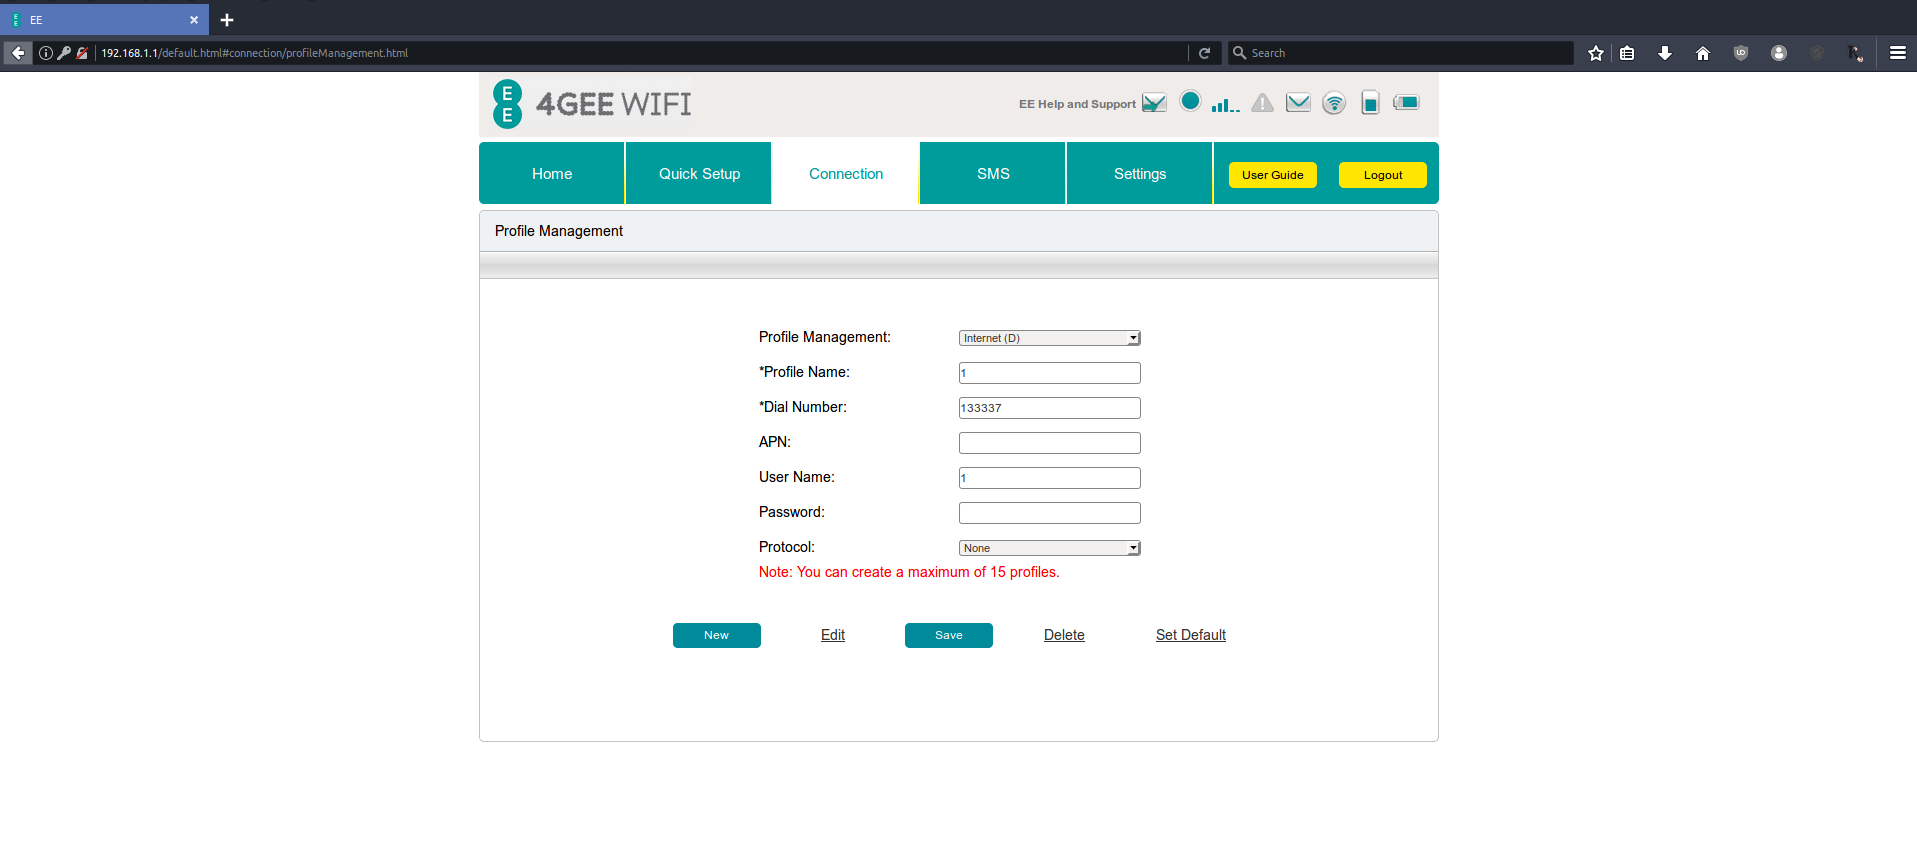 EE
192.168.1.1/default.html#connection/profileManagement.html
Search
E
E
4GEE WIFI
EE Help and Support
Home
Quick Setup
Connection
SMS
Settings
User Guide
Logout
Profile Management
Profile Management:
Internet (D)
*Profile Name:
1
*Dial Number:
133337
APN:
User Name:
1
Password:
Protocol:
None
Note: You can create a maximum of 15 profiles.
New
Edit
Save
Delete
Set Default